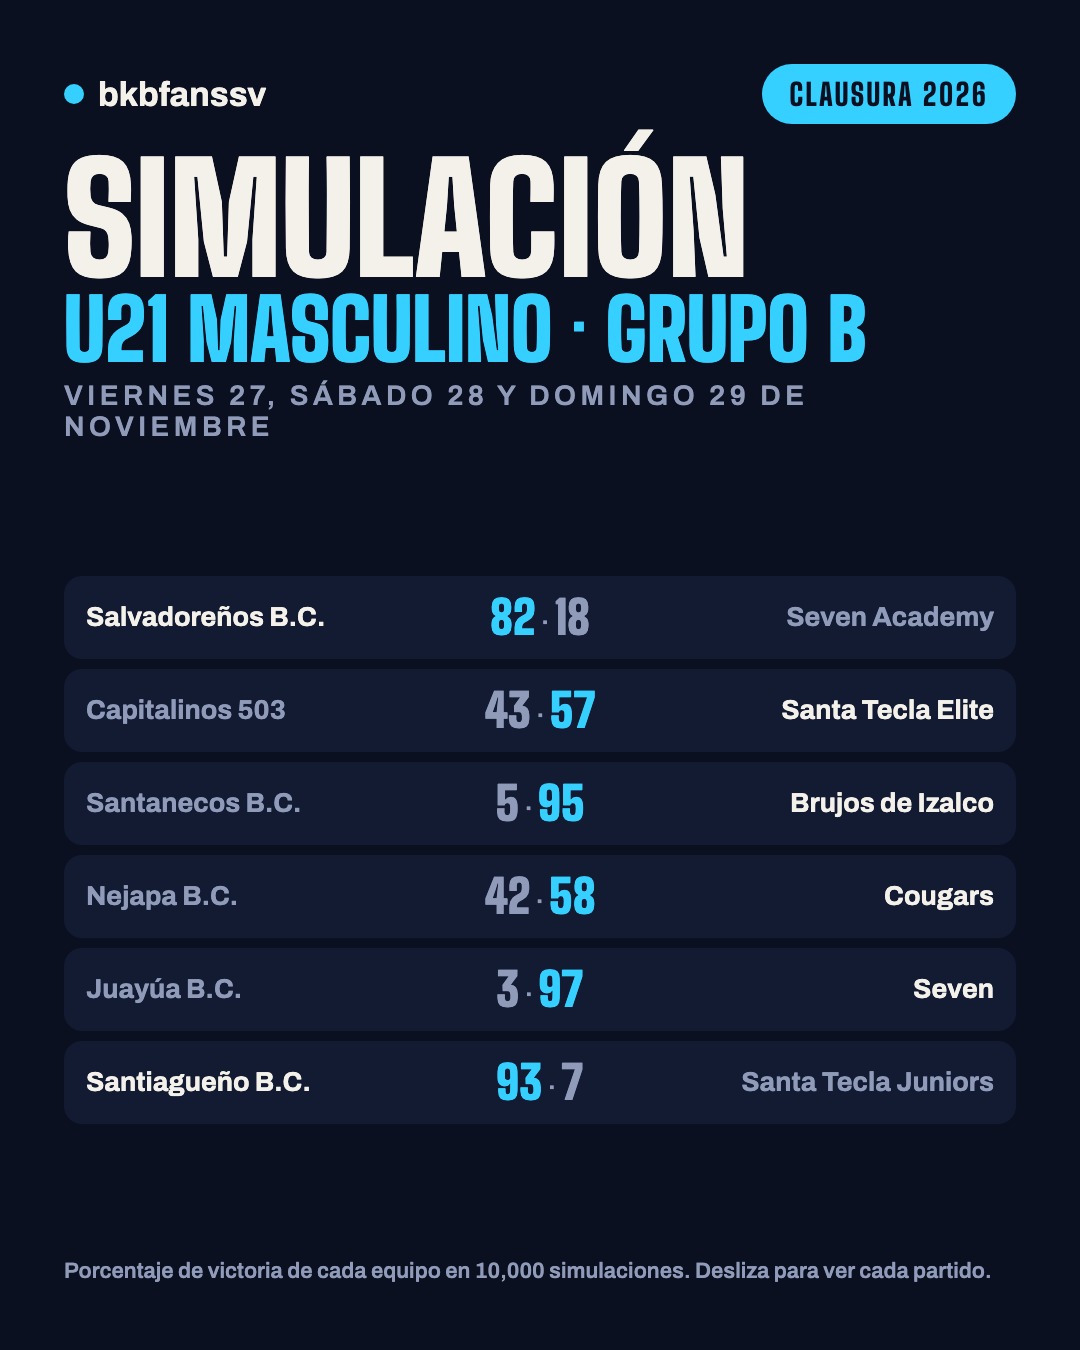 bkbfanssv
CLAUSURA 2026
SIMULACIÓN
U21 MASCULINO · GRUPO B
VIERNES 27, SÁBADO 28 Y DOMINGO 29 DE
NOVIEMBRE
Salvadoreños B.C. 82 · 18 Seven Academy
Capitalinos 503 43 · 57 Santa Tecla Elite
Santanecos B.C. 5 · 95 Brujos de Izalco
Nejapa B.C. 42 · 58 Cougars
Juayúa B.C. 3 · 97 Seven
Santiagueño B.C. 93 · 7 Santa Tecla Juniors
Porcentaje de victoria de cada equipo en 10,000 simulaciones. Desliza para ver cada partido.